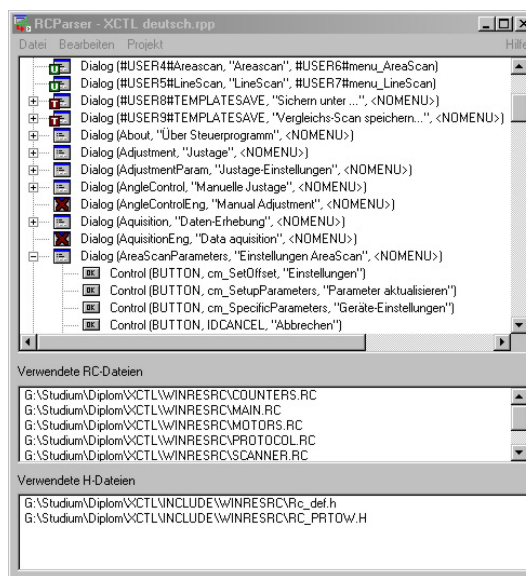 RCParser - XCTL deutsch.rpp
Datei Bearbeiten Projekt Hilfe
Dialog (#USER4#Areascan, "Areascan", #USER6#menu_AreaScan)
Dialog (#USER5#LineScan, "LineScan", #USER7#menu_LineScan)
Dialog (#USER8#TEMPLATESAVE, "Sichern unter ...", <NOMENU>)
Dialog (#USER9#TEMPLATESAVE, "Vergleichs-Scan speichern...", <NOMENU>)
Dialog (About, "Über Steuerprogramm", <NOMENU>)
Dialog (Adjustment, "Justage", <NOMENU>)
Dialog (AdjustmentParam, "Justage-Einstellungen", <NOMENU>)
Dialog (AngleControl, "Manuelle Justage", <NOMENU>)
Dialog (AngleControlEng, "Manual Adjustment", <NOMENU>)
Dialog (Aquisition, "Daten-Erhebung", <NOMENU>)
Dialog (AquisitionEng, "Data aquisition", <NOMENU>)
Dialog (AreaScanParameters, "Einstellungen AreaScan", <NOMENU>)
OK Control (BUTTON, cm_SetOffset, "Einstellungen")
OK Control (BUTTON, cm_SetupParameters, "Parameter aktualisieren")
OK Control (BUTTON, cm_SpecificParameters, "Geräte-Einstellungen")
OK Control (BUTTON, IDCANCEL, "Abbrechen")
Verwendete RC-Dateien
G:\Studium\Diplom\XCTL\WINRESRC\COUNTERS.RC
G:\Studium\Diplom\XCTL\WINRESRC\MAIN.RC
G:\Studium\Diplom\XCTL\WINRESRC\MOTORS.RC
G:\Studium\Diplom\XCTL\WINRESRC\PROTOCOL.RC
G:\Studium\Diplom\XCTL\WINRESRC\SCANNER.RC
Verwendete H-Dateien
G:\Studium\Diplom\XCTL\INCLUDE\WINRESRC\Rc_def.h
G:\Studium\Diplom\XCTL\INCLUDE\WINRESRC\RC_PRTOW.H